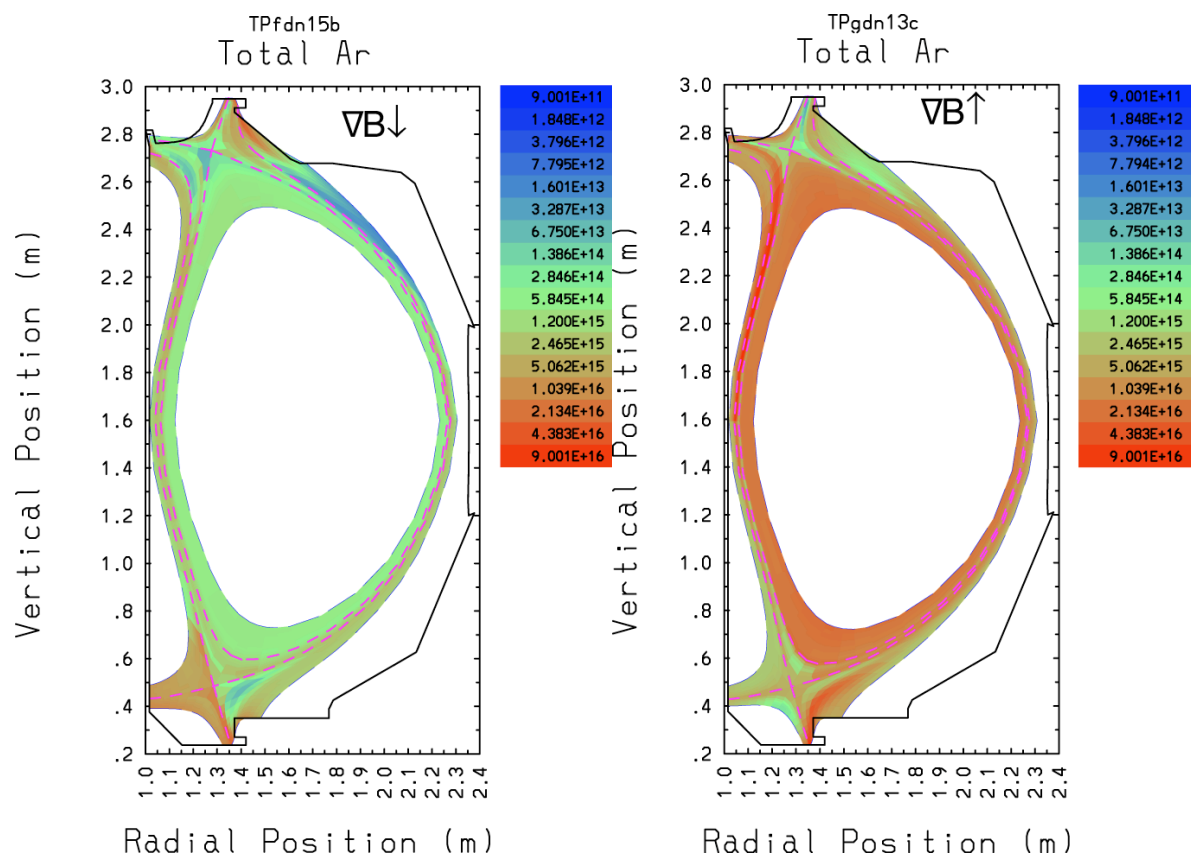 TPfdn15b
Total Ar
∇B↓
3.0
2.8
2.6
2.4
2.2
2.0
1.8
1.6
1.4
1.2
1.0
.8
.6
.4
.2
Vertical Position (m)
1.0 1.1 1.2 1.3 1.4 1.5 1.6 1.7 1.8 1.9 2.0 2.1 2.2 2.3 2.4
Radial Position (m)
9.001E+11
1.848E+12
3.796E+12
7.795E+12
1.601E+13
3.287E+13
6.750E+13
1.386E+14
2.846E+14
5.845E+14
1.200E+15
2.465E+15
5.062E+15
1.039E+16
2.134E+16
4.383E+16
9.001E+16
TPgdn13c
Total Ar
∇B↑
3.0
2.8
2.6
2.4
2.2
2.0
1.8
1.6
1.4
1.2
1.0
.8
.6
.4
.2
Vertical Position (m)
1.0 1.1 1.2 1.3 1.4 1.5 1.6 1.7 1.8 1.9 2.0 2.1 2.2 2.3 2.4
Radial Position (m)
9.001E+11
1.848E+12
3.796E+12
7.794E+12
1.601E+13
3.287E+13
6.750E+13
1.386E+14
2.846E+14
5.845E+14
1.200E+15
2.465E+15
5.062E+15
1.039E+16
2.134E+16
4.383E+16
9.001E+16